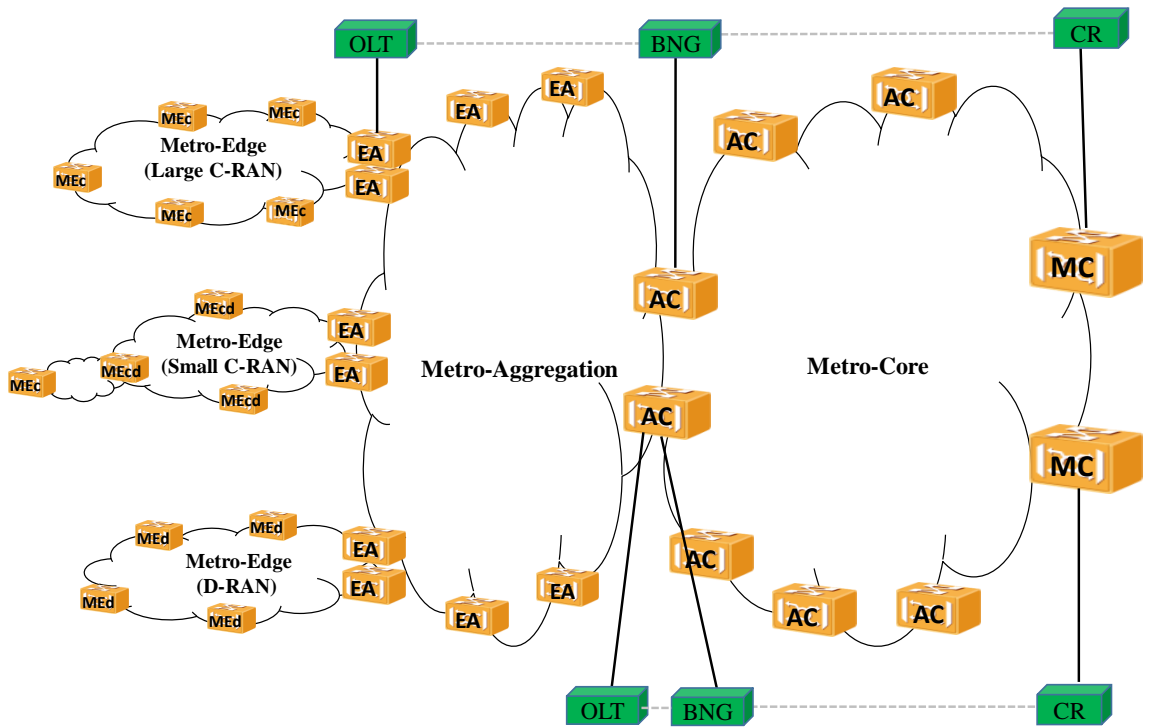 OLT
BNG
CR
EA
EA
AC
AC
MEc
MEc
MEc
MEc
MEc
Metro-Edge
(Large C-RAN)
EA
EA
MC
AC
MEcd
MEcd
MEcd
MEc
Metro-Edge
(Small C-RAN)
EA
EA
Metro-Aggregation
Metro-Core
AC
MC
MEd
MEd
MEd
MEd
Metro-Edge
(D-RAN)
EA
EA
EA
EA
AC
AC
AC
OLT
BNG
CR